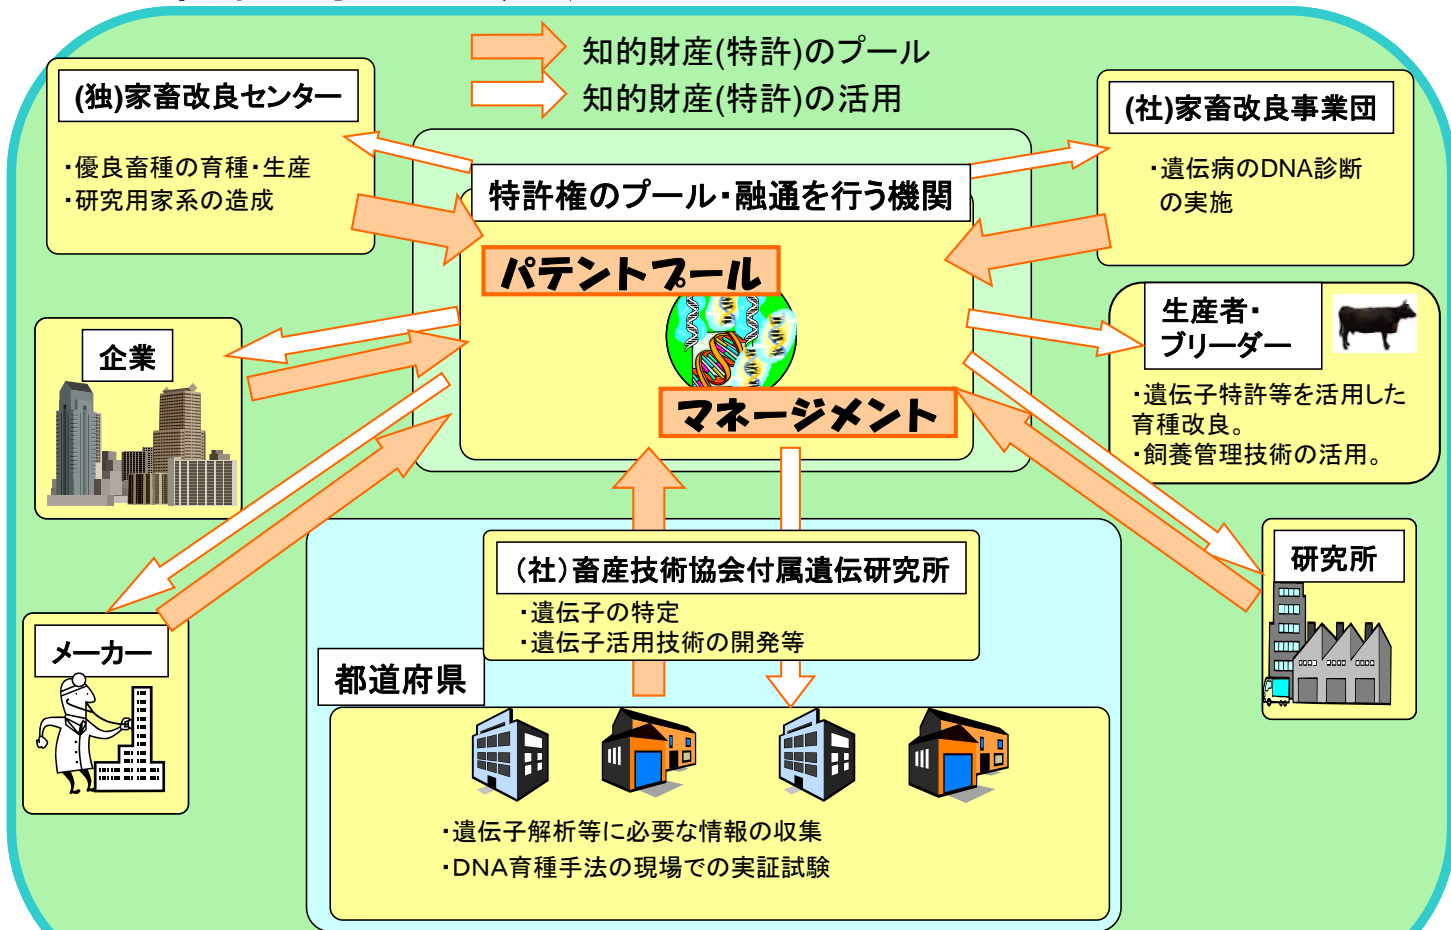 知的財産(特許)のプール
知的財産(特許)の活用
(独)家畜改良センター
・優良畜種の育種・生産
・研究用家系の造成
(社)家畜改良事業団
・遺伝病のDNA診断
の実施
特許権のプール・融通を行う機関
パテントプール
マネージメント
生産者・
ブリーダー
・遺伝子特許等を活用した
育種改良。
・飼養管理技術の活用。
企業
(社)畜産技術協会付属遺伝研究所
・遺伝子の特定
・遺伝子活用技術の開発等
研究所
メーカー
都道府県
・遺伝子解析等に必要な情報の収集
・DNA育種手法の現場での実証試験